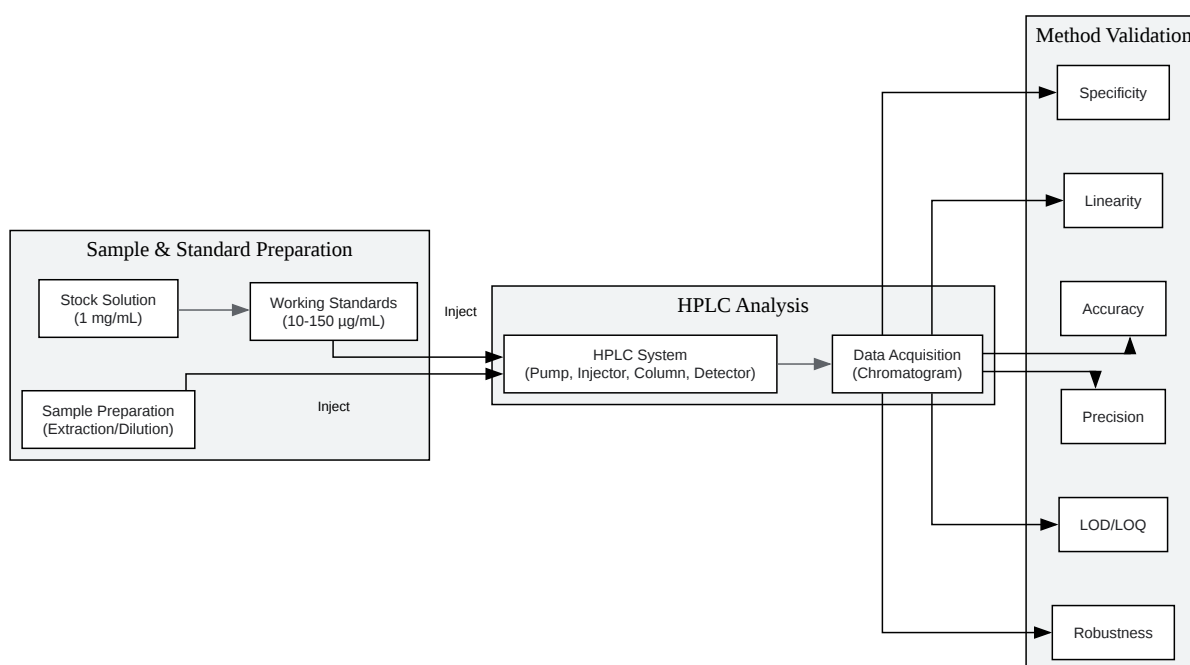 Method Validation
Specificity
Linearity
Sample & Standard Preparation
Stock Solution
(1 mg/mL)
Working Standards
(10-150 µg/mL)
Inject
HPLC Analysis
Accuracy
HPLC System
(Pump, Injector, Column, Detector)
Data Acquisition
(Chromatogram)
Sample Preparation
(Extraction/Dilution)
Inject
Precision
LOD/LOQ
Robustness